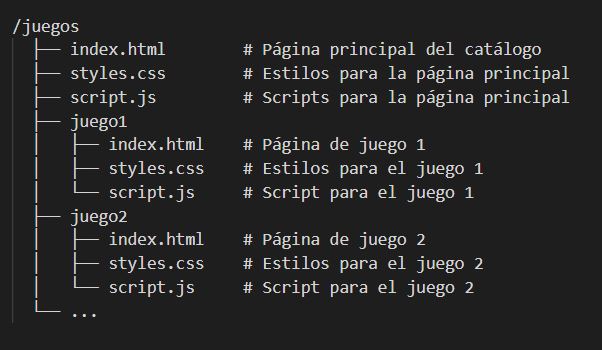 /juegos
├── index.html        # Página principal del catálogo
├── styles.css        # Estilos para la página principal
├── script.js         # Scripts para la página principal
├── juego1
│   ├── index.html    # Página de juego 1
│   ├── styles.css    # Estilos para el juego 1
│   └── script.js     # Script para el juego 1
├── juego2
│   ├── index.html    # Página de juego 2
│   ├── styles.css    # Estilos para el juego 2
│   └── script.js     # Script para el juego 2
└── ...